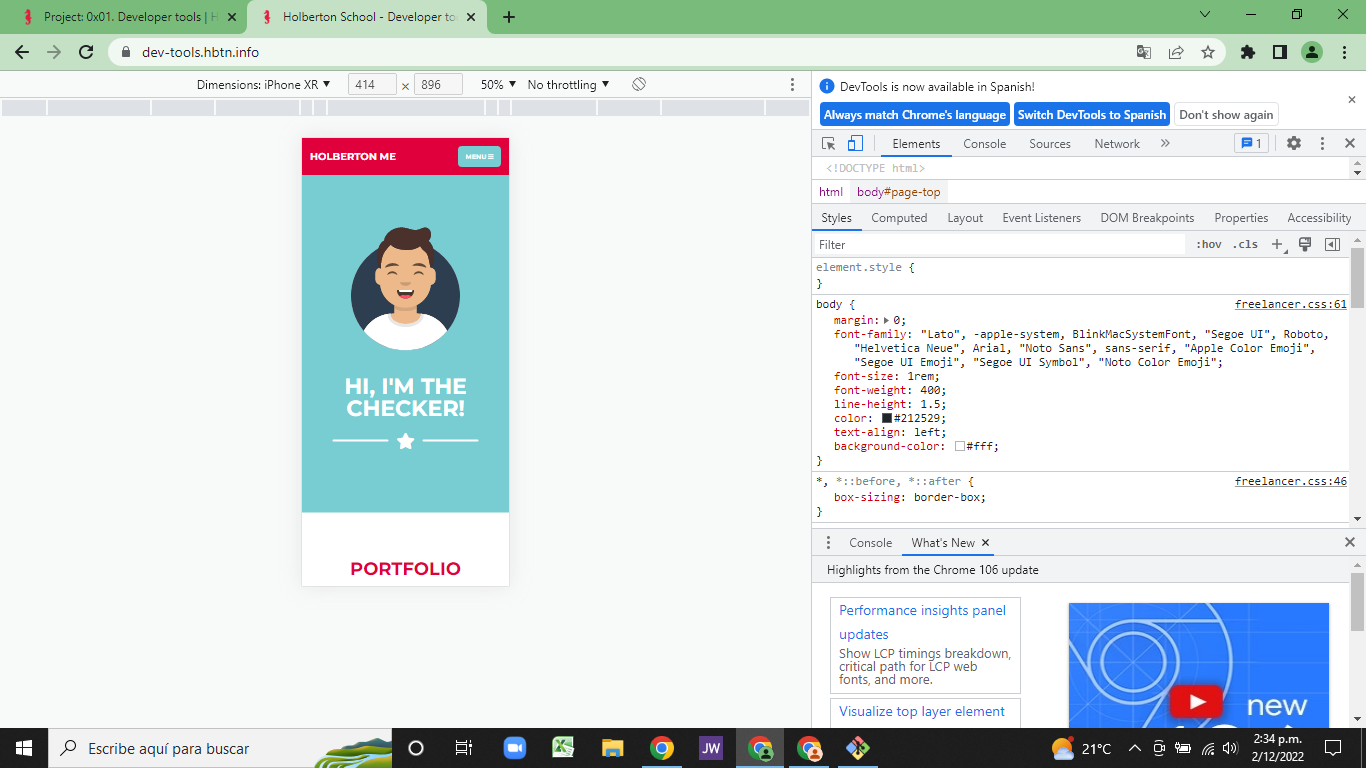 Project: 0x01. Developer tools | H
Holberton School - Developer to
dev-tools.hbtn.info
Dimensions: iPhone XR 414 × 896 50% No throttling
HOLBERTON ME
MENU
HI, I'M THE
CHECKER!
PORTFOLIO
DevTools is now available in Spanish!
Always match Chrome's language
Switch DevTools to Spanish
Don't show again
Elements Console Sources Network » 1
<!DOCTYPE html>
html body#page-top
Styles Computed Layout Event Listeners DOM Breakpoints Properties Accessibility
Filter :hov .cls
element.style {
}
body { freelancer.css:61
margin: 0;
font-family: "Lato", -apple-system, BlinkMacSystemFont, "Segoe UI", Roboto,
"Helvetica Neue", Arial, "Noto Sans", sans-serif, "Apple Color Emoji",
"Segoe UI Emoji", "Segoe UI Symbol", "Noto Color Emoji";
font-size: 1rem;
font-weight: 400;
line-height: 1.5;
color: #212529;
text-align: left;
background-color: #fff;
}
*, *::before, *::after { freelancer.css:46
box-sizing: border-box;
}
Console What's New
Highlights from the Chrome 106 update
Performance insights panel
updates
Show LCP timings breakdown,
critical path for LCP web
fonts, and more.
Visualize top layer element
new
Escribe aquí para buscar
JW
21°C
2:34 p.m.
2/12/2022